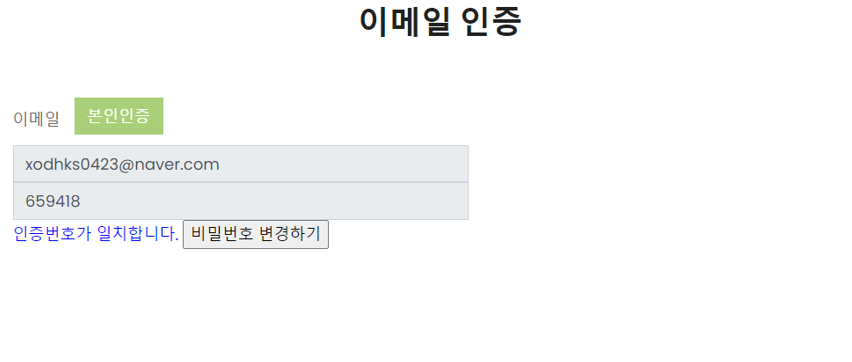 이메일 인증
이메일 본인인증
xodhks0423@naver.com
659418
인증번호가 일치합니다. 비밀번호 변경하기